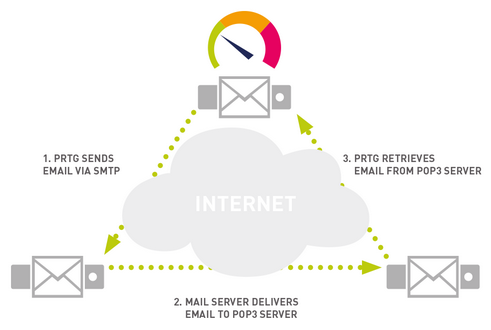 1. PRTG SENDS
EMAIL VIA SMTP
3. PRTG RETRIEVES
EMAIL FROM POP3 SERVER
INTERNET
2. MAIL SERVER DELIVERS
EMAIL TO POP3 SERVER